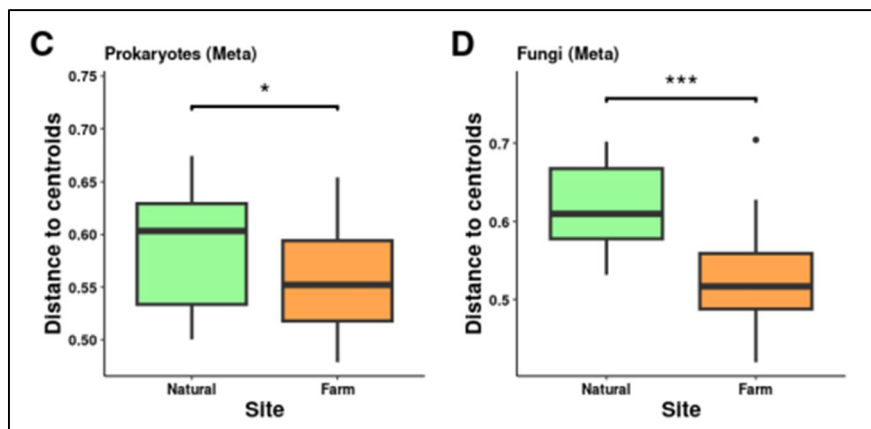 C
Prokaryotes (Meta)
Distance to centroids
0.75
0.70
0.65
0.60
0.55
0.50
*
Natural
Farm
Site
D
Fungi (Meta)
Distance to centroids
0.7
0.6
0.5
***
Natural
Farm
Site